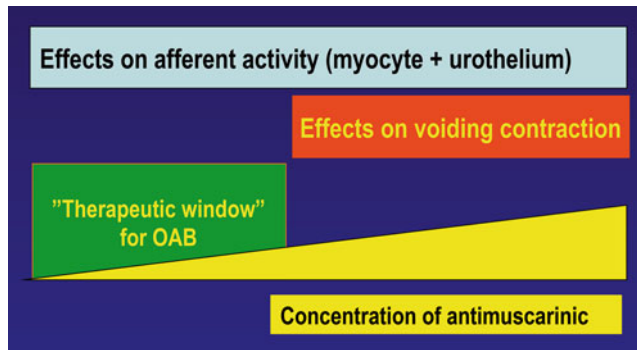 Effects on afferent activity (myocyte + urothelium)
Effects on voiding contraction
”Therapeutic window”
for OAB
Concentration of antimuscarinic